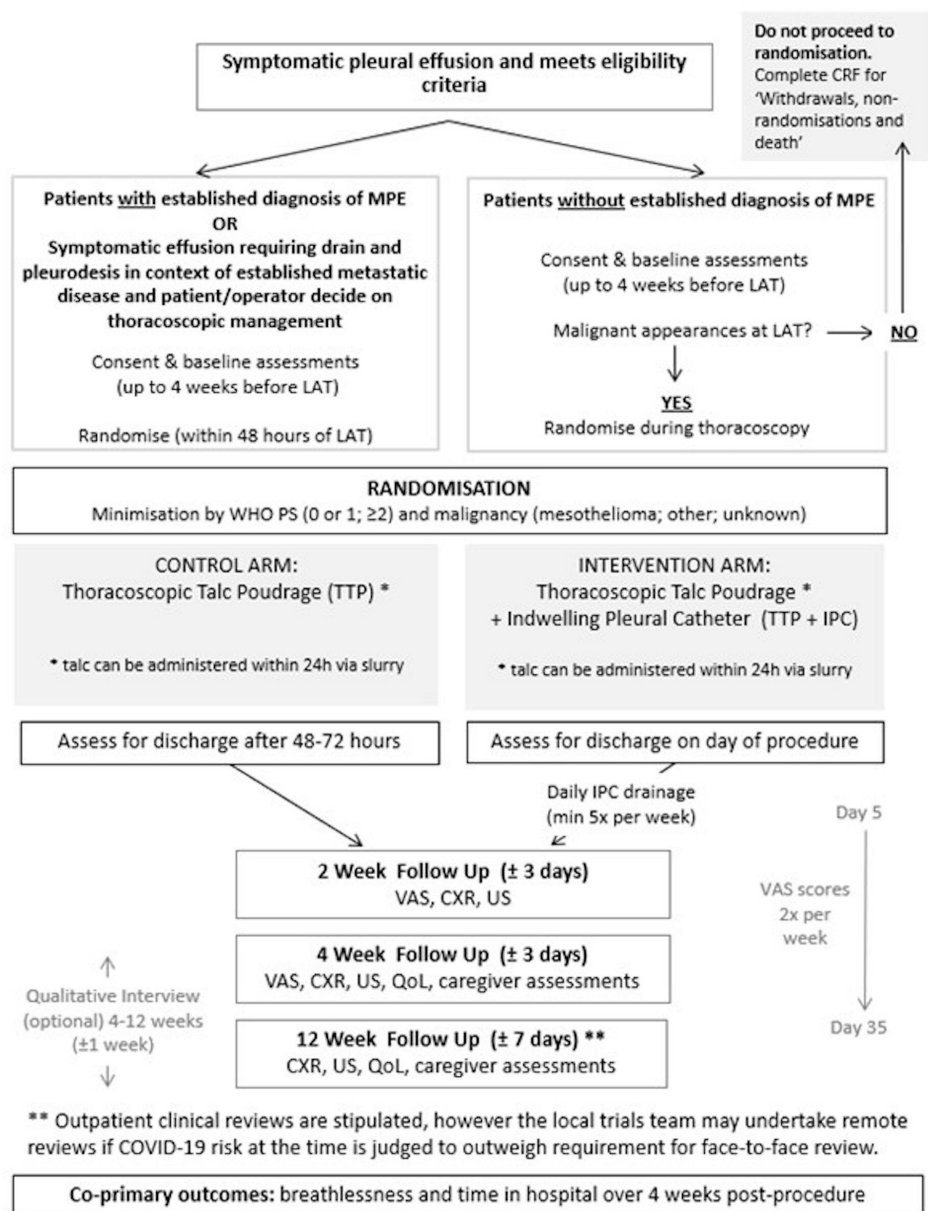 Symptomatic pleural effusion and meets eligibility
criteria
Do not proceed to
randomisation.
Complete CRF for
‘Withdrawals, non-
randomisations and
death’
Patients with established diagnosis of MPE
OR
Symptomatic effusion requiring drain and
pleurodesis in context of established metastatic
disease and patient/operator decide on
thoracoscopic management
Consent & baseline assessments
(up to 4 weeks before LAT)
Randomise (within 48 hours of LAT)
Patients without established diagnosis of MPE
Consent & baseline assessments
(up to 4 weeks before LAT)
Malignant appearances at LAT?
NO
YES
Randomise during thoracoscopy
RANDOMISATION
Minimisation by WHO PS (0 or 1; ≥2) and malignancy (mesothelioma; other; unknown)
CONTROL ARM:
Thoracoscopic Talc Poudrage (TTP) *
* talc can be administered within 24h via slurry
INTERVENTION ARM:
Thoracoscopic Talc Poudrage *
+ Indwelling Pleural Catheter (TTP + IPC)
* talc can be administered within 24h via slurry
Assess for discharge after 48-72 hours
Assess for discharge on day of procedure
Daily IPC drainage
(min 5x per week)
Day 5
VAS scores
2x per
week
Day 35
2 Week Follow Up (± 3 days)
VAS, CXR, US
4 Week Follow Up (± 3 days)
VAS, CXR, US, QoL, caregiver assessments
Qualitative Interview
(optional) 4-12 weeks
(±1 week)
12 Week Follow Up (± 7 days) **
CXR, US, QoL, caregiver assessments
** Outpatient clinical reviews are stipulated, however the local trials team may undertake remote
reviews if COVID-19 risk at the time is judged to outweigh requirement for face-to-face review.
Co-primary outcomes: breathlessness and time in hospital over 4 weeks post-procedure